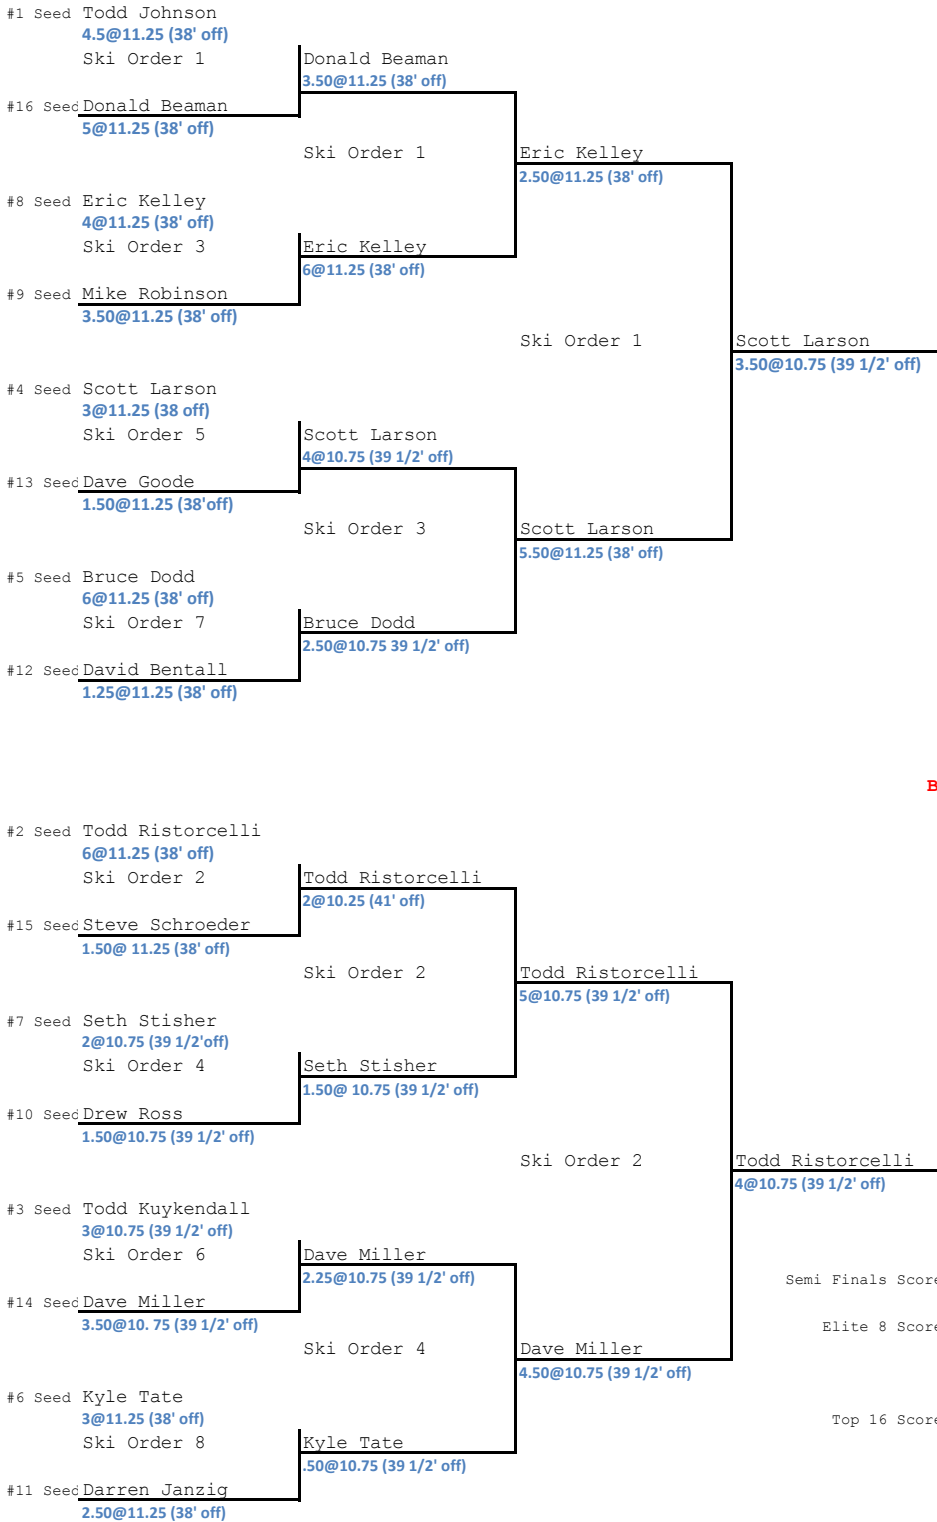 #1 Seed Todd Johnson
4.5@11.25 (38' off)
Ski Order 1 Donald Beaman
3.50@11.25 (38' off)
#16 Seed Donald Beaman
5@11.25 (38' off)
Ski Order 1 Eric Kelley
2.50@11.25 (38' off)
#8 Seed Eric Kelley
4@11.25 (38' off)
Ski Order 3 Eric Kelley
6@11.25 (38' off)
#9 Seed Mike Robinson
3.50@11.25 (38' off)
Ski Order 1 Scott Larson
3.50@10.75 (39 1/2' off)
#4 Seed Scott Larson
3@11.25 (38 off)
Ski Order 5 Scott Larson
4@10.75 (39 1/2' off)
#13 Seed Dave Goode
1.50@11.25 (38'off)
Ski Order 3 Scott Larson
5.50@11.25 (38' off)
#5 Seed Bruce Dodd
6@11.25 (38' off)
Ski Order 7 Bruce Dodd
2.50@10.75 39 1/2' off)
#12 Seed David Bentall
1.25@11.25 (38' off)
B
#2 Seed Todd Ristorcelli
6@11.25 (38' off)
Ski Order 2 Todd Ristorcelli
2@10.25 (41' off)
#15 Seed Steve Schroeder
1.50@ 11.25 (38' off)
Ski Order 2 Todd Ristorcelli
5@10.75 (39 1/2' off)
#7 Seed Seth Stisher
2@10.75 (39 1/2'off)
Ski Order 4 Seth Stisher
1.50@ 10.75 (39 1/2' off)
#10 Seed Drew Ross
1.50@10.75 (39 1/2' off)
Ski Order 2 Todd Ristorcelli
4@10.75 (39 1/2' off)
#3 Seed Todd Kuykendall
3@10.75 (39 1/2' off)
Ski Order 6 Dave Miller
2.25@10.75 (39 1/2' off)
Semi Finals Score
#14 Seed Dave Miller
3.50@10. 75 (39 1/2' off)
Elite 8 Score
Ski Order 4 Dave Miller
4.50@10.75 (39 1/2' off)
#6 Seed Kyle Tate
3@11.25 (38' off)
Top 16 Score
Ski Order 8 Kyle Tate
.50@10.75 (39 1/2' off)
#11 Seed Darren Janzig
2.50@11.25 (38' off)